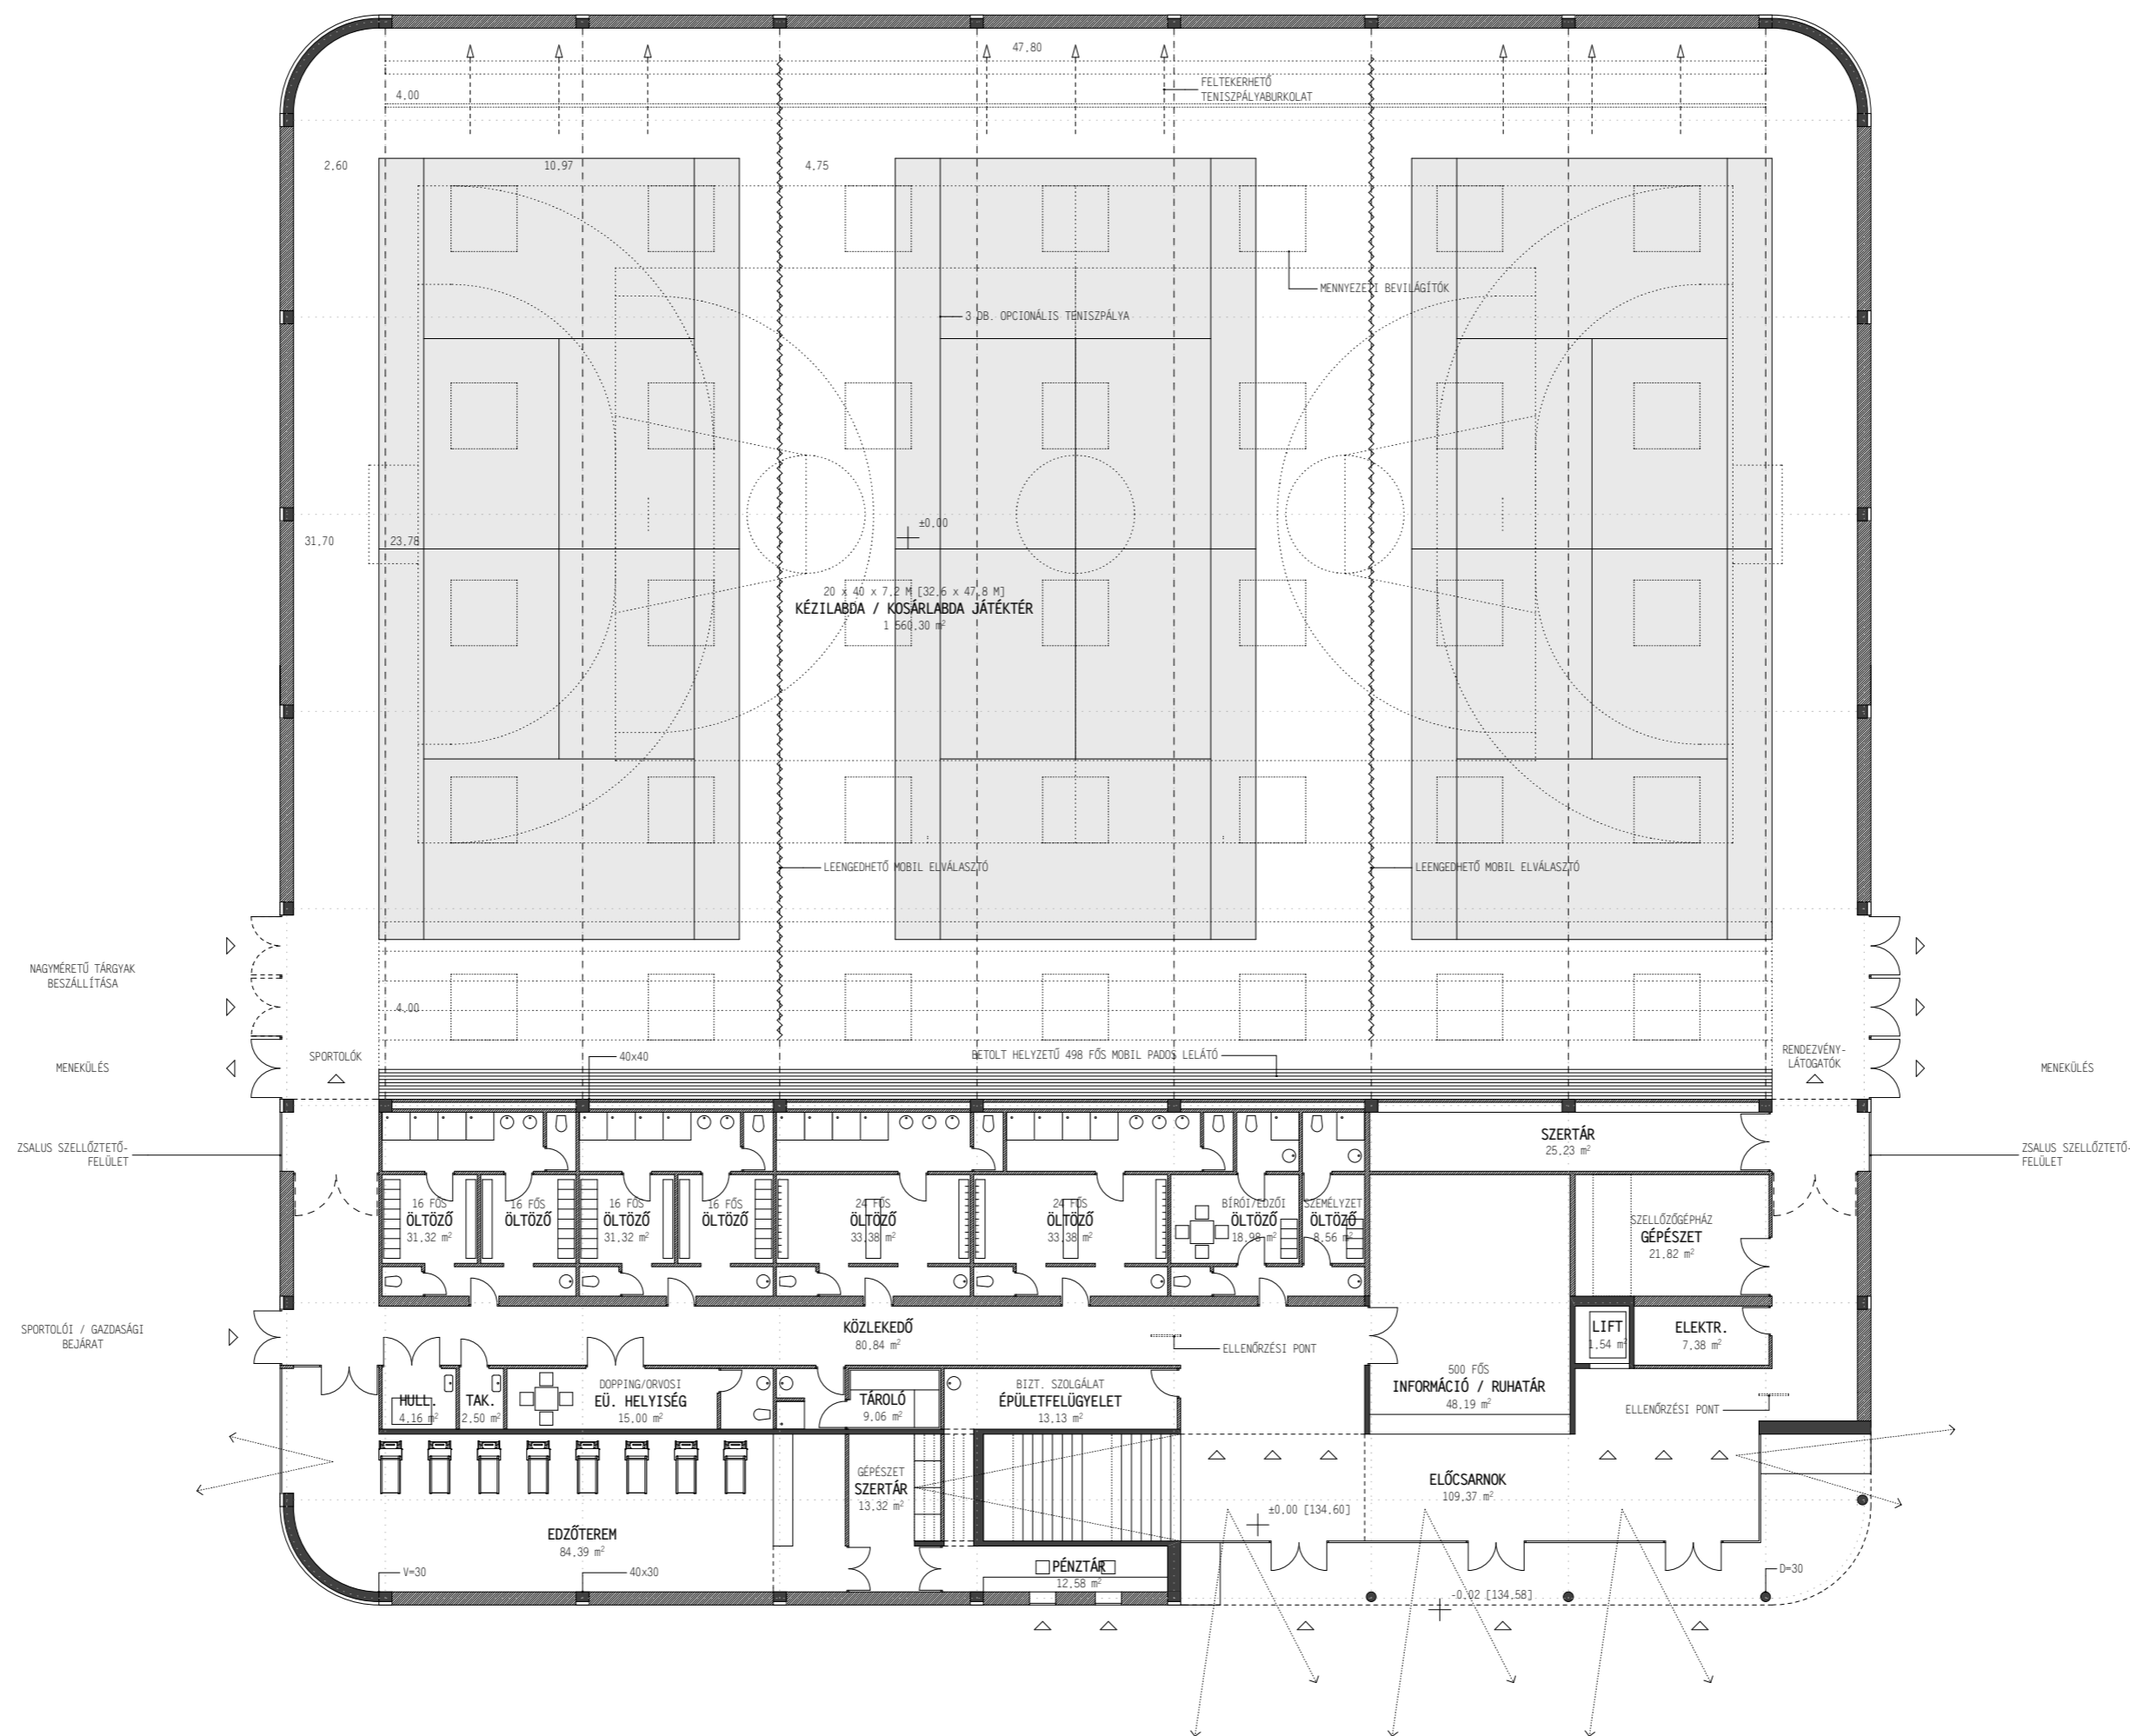 47,80
FELTEKERHETŐ
TENISZPÁLYABURKOLAT
4,00
2,60
10,97
4,75
MENNYEZETI BEVILÁGÍTÓK
3 DB. OPCIONÁLIS TENISZPÁLYA
±0,00
31,70
23,78
20 x 40 x 7,2 M [32,6 x 47,8 M]
KÉZILABDA / KOSÁRLABDA JÁTÉKTÉR
1 560,30 m²
LEENGEDHETŐ MOBIL ELVÁLASZTÓ
LEENGEDHETŐ MOBIL ELVÁLASZTÓ
NAGYMÉRETŰ TÁRGYAK
BESZÁLLÍTÁSA
4,00
MENEKÜLÉS
SPORTOLÓK
40x40
BETOLT HELYZETŰ 498 FŐS MOBIL PADOS LELÁTÓ
RENDEZVÉNY-
LÁTOGATÓK
MENEKÜLÉS
ZSALUS SZELLŐZTETŐ-
FELÜLET
SZERTÁR
25,23 m²
ZSALUS SZELLŐZTETŐ-
FELÜLET
16 FŐS
ÖLTÖZŐ
31,32 m²
16 FŐS
ÖLTÖZŐ
16 FŐS
ÖLTÖZŐ
31,32 m²
16 FŐS
ÖLTÖZŐ
24 FŐS
ÖLTÖZŐ
33,38 m²
24 FŐS
ÖLTÖZŐ
33,38 m²
BÍRÓI/EDZŐI
ÖLTÖZŐ
18,98 m²
SZEMÉLYZET
ÖLTÖZŐ
8,56 m²
SZELLŐZŐGÉPHÁZ
GÉPÉSZET
21,82 m²
SPORTOLÓI / GAZDASÁGI
BEJÁRAT
KÖZLEKEDŐ
80,84 m²
ELLENŐRZÉSI PONT
LIFT
1,54 m²
ELEKTR.
7,38 m²
HULL.
4,16 m²
TAK.
2,50 m²
DOPPING/ORVOSI
EÜ. HELYISÉG
15,00 m²
TÁROLÓ
9,06 m²
BIZT. SZOLGÁLAT
ÉPÜLETFELÜGYELET
13,13 m²
500 FŐS
INFORMÁCIÓ / RUHATÁR
48,19 m²
ELLENŐRZÉSI PONT
GÉPÉSZET
SZERTÁR
13,32 m²
ELŐCSARNOK
109,37 m²
±0,00 [134,60]
EDZŐTEREM
84,39 m²
V=30
40x30
PÉNZTÁR
12,58 m²
D=30
-0,02 [134,58]